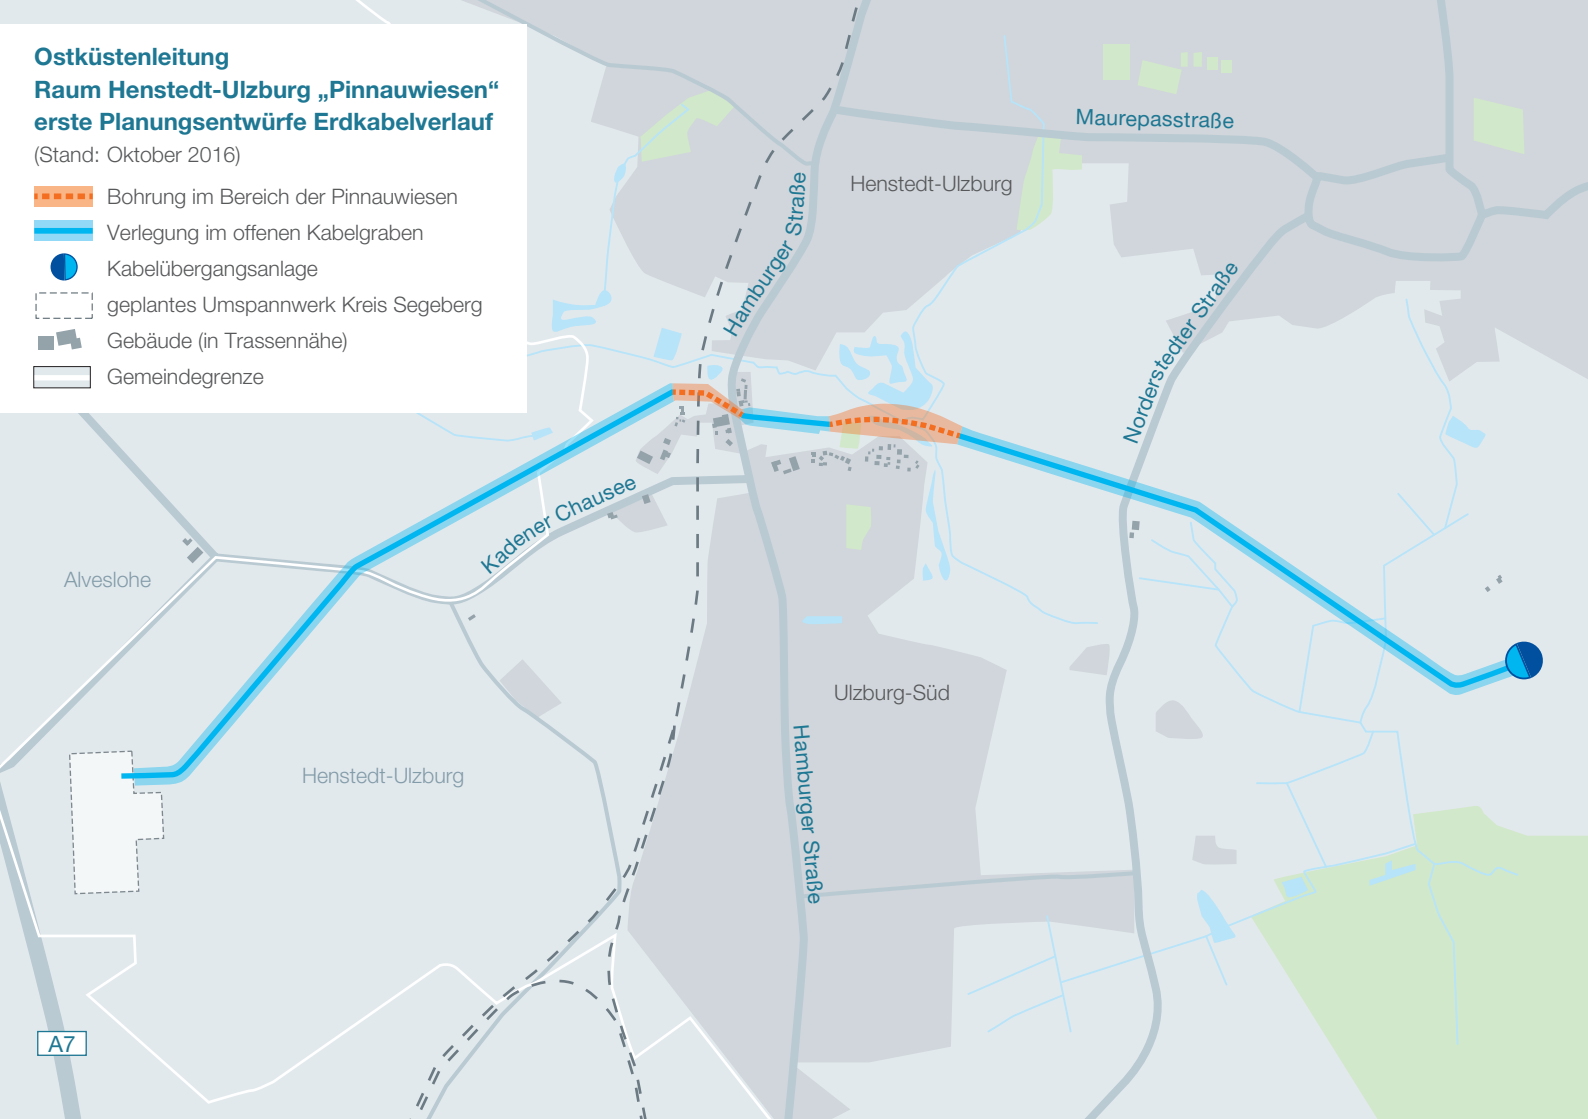 Ostküstenleitung
Raum Henstedt-Ulzburg „Pinnauwiesen“
erste Planungsentwürfe Erdkabelverlauf
(Stand: Oktober 2016)
Bohrung im Bereich der Pinnauwiesen
Verlegung im offenen Kabelgraben
Kabelübergangsanlage
geplantes Umspannwerk Kreis Segeberg
Gebäude (in Trassennähe)
Gemeindegrenze
Maurepasstraße
Henstedt-Ulzburg
Hamburger Straße
Norderstedter Straße
Kadener Chausee
Alveslohe
Ulzburg-Süd
Henstedt-Ulzburg
Hamburger Straße
A7